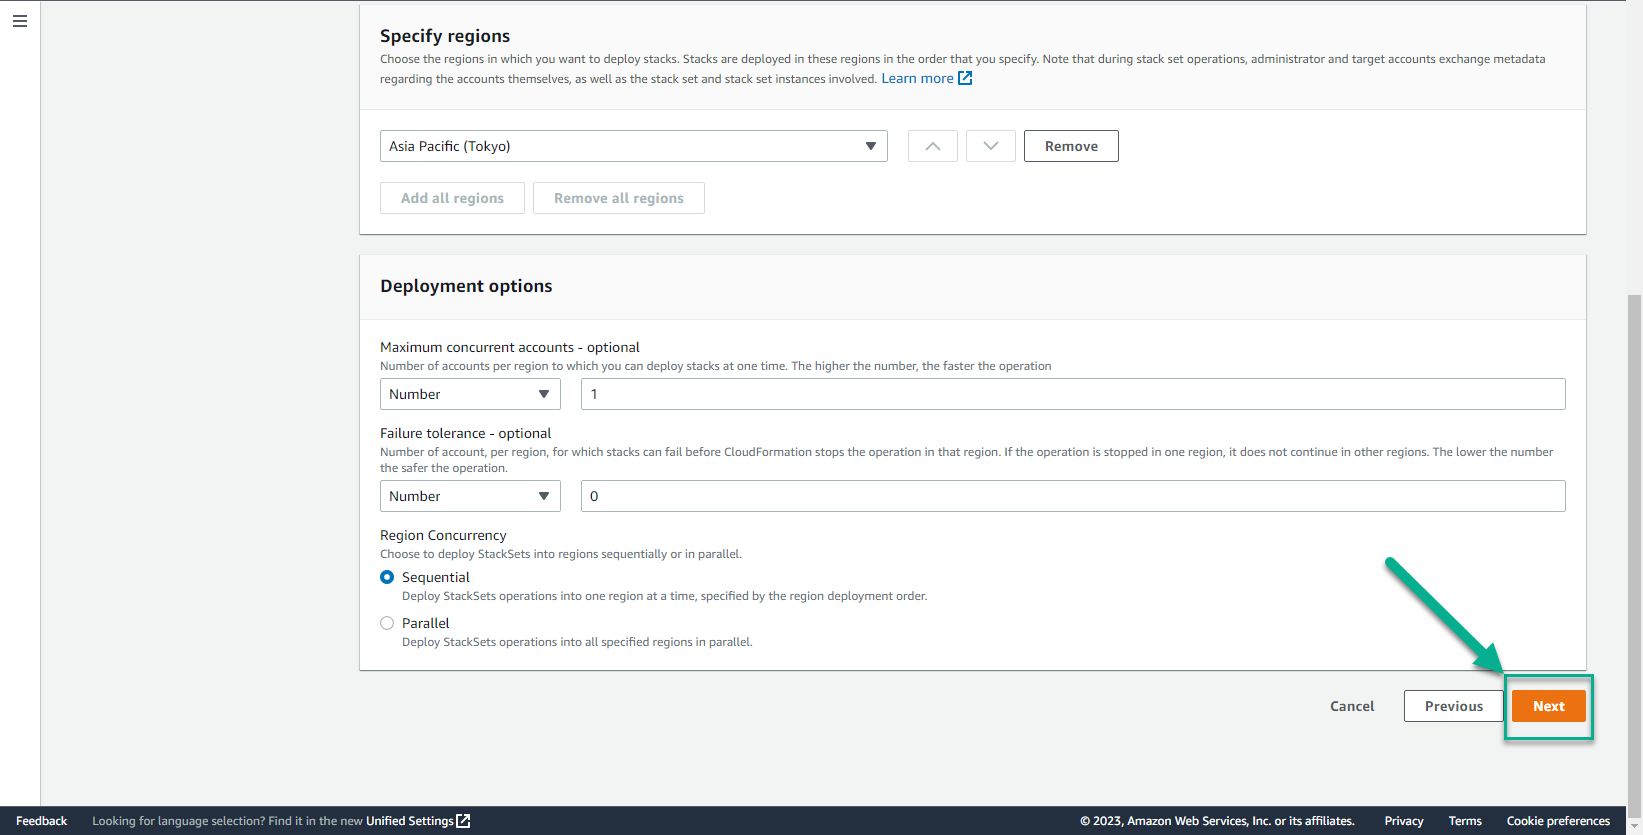 Specify regions
Choose the regions in which you want to deploy stacks. Stacks are deployed in these regions in the order that you specify. Note that during stack set operations, administrator and target accounts exchange metadata
regarding the accounts themselves, as well as the stack set and stack set instances involved. Learn more
Asia Pacific (Tokyo)
Remove
Add all regions
Remove all regions
Deployment options
Maximum concurrent accounts - optional
Number of accounts per region to which you can deploy stacks at one time. The higher the number, the faster the operation
Number
1
Failure tolerance - optional
Number of account, per region, for which stacks can fail before CloudFormation stops the operation in that region. If the operation is stopped in one region, it does not continue in other regions. The lower the number
the safer the operation.
Number
0
Region Concurrency
Choose to deploy StackSets into regions sequentially or in parallel.
Sequential
Deploy StackSets operations into one region at a time, specified by the region deployment order.
Parallel
Deploy StackSets operations into all specified regions in parallel.
Cancel
Previous
Next
Feedback
Looking for language selection? Find it in the new Unified Settings
© 2023, Amazon Web Services, Inc. or its affiliates.
Privacy
Terms
Cookie preferences